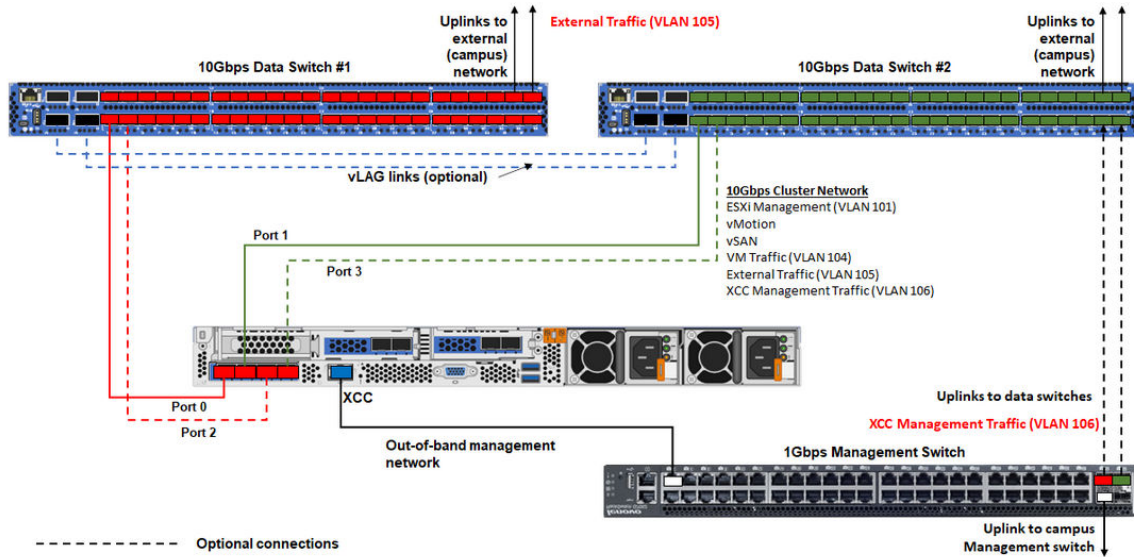 Uplinks to
external
(campus)
network
External Traffic (VLAN 105)
Uplinks to
external
(campus)
network
10Gbps Data Switch #1
10Gbps Data Switch #2
vLAG links (optional)
10Gbps Cluster Network
ESXi Management (VLAN 101)
vMotion
vSAN
VM Traffic (VLAN 104)
External Traffic (VLAN 105)
XCC Management Traffic (VLAN 106)
Port 1
Port 3
XCC
Port 0
Port 2
Uplinks to data switches
XCC Management Traffic (VLAN 106)
Out-of-band management
network
1Gbps Management Switch
Uplink to campus
Management switch
Optional connections